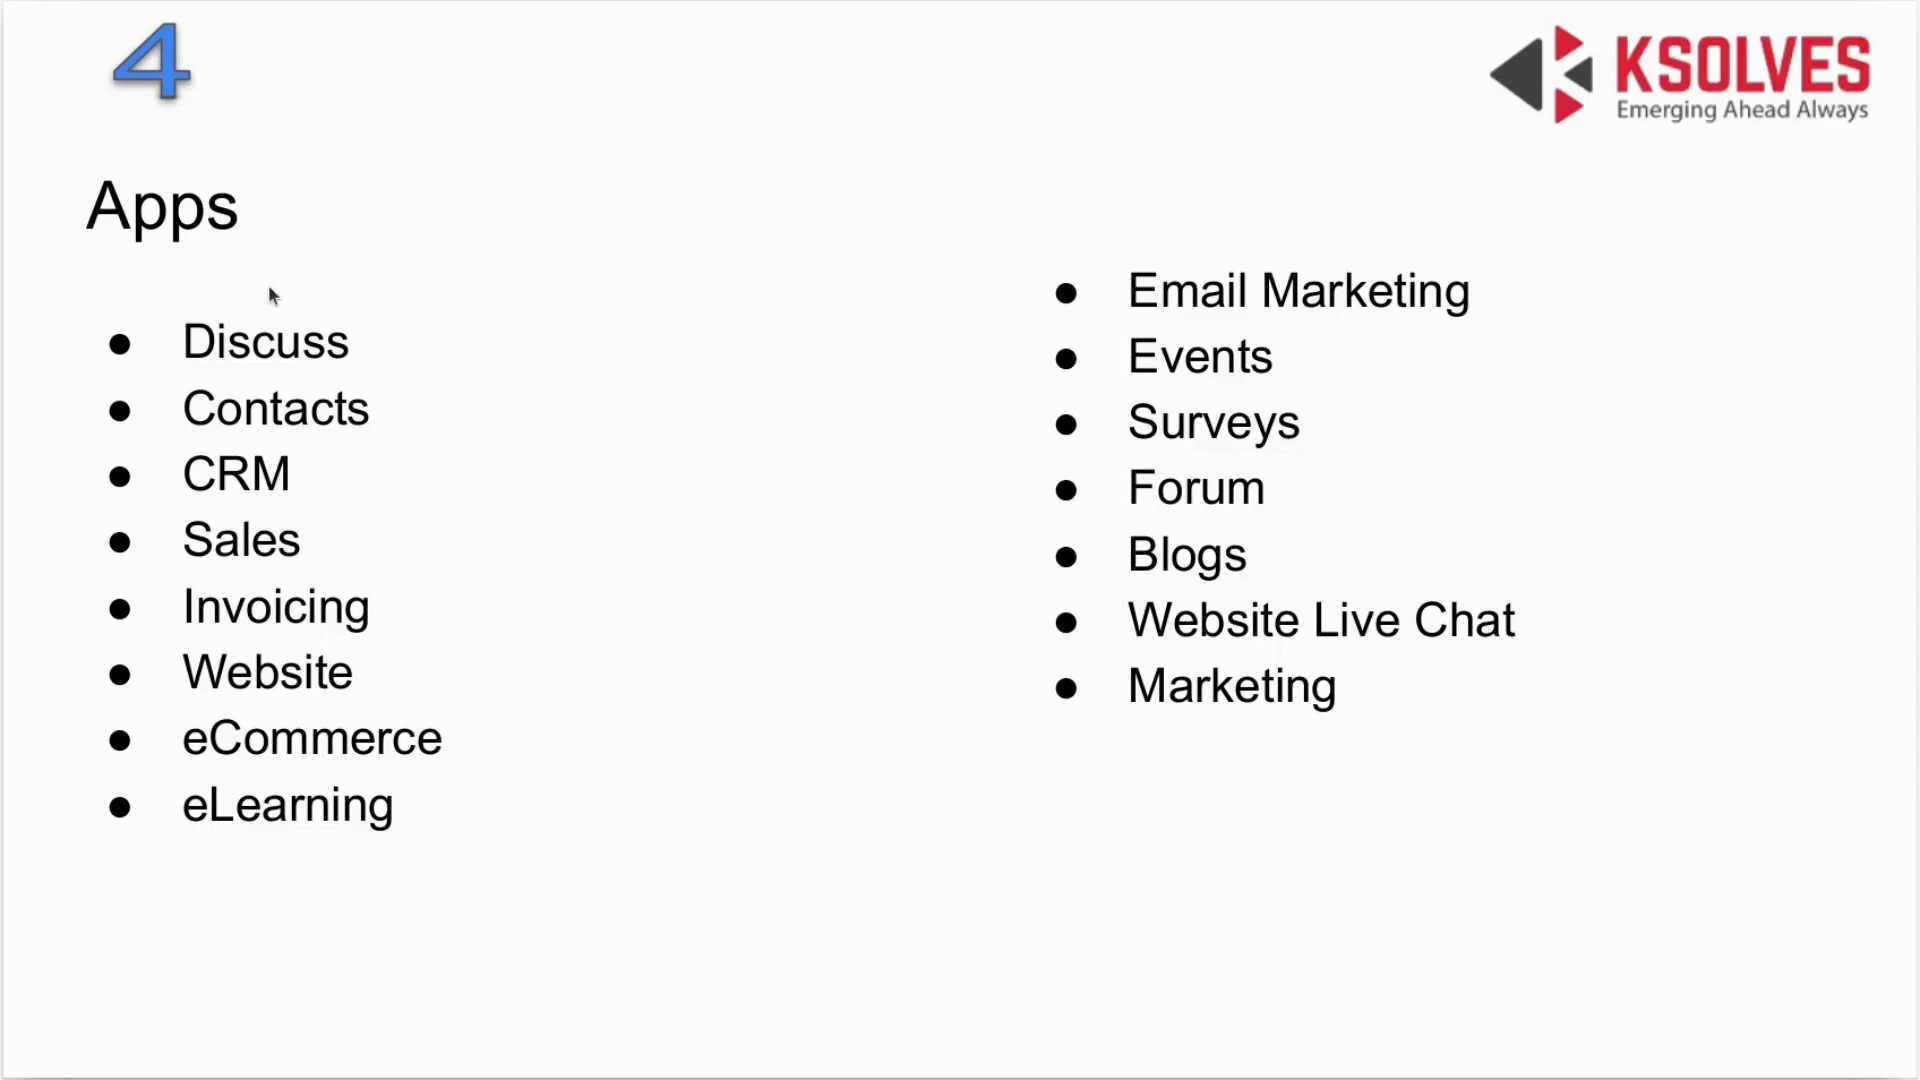 4
KSOLVES
Emerging Ahead Always
Apps
● Discuss
● Contacts
● CRM
● Sales
● Invoicing
● Website
● eCommerce
● eLearning
● Email Marketing
● Events
● Surveys
● Forum
● Blogs
● Website Live Chat
● Marketing